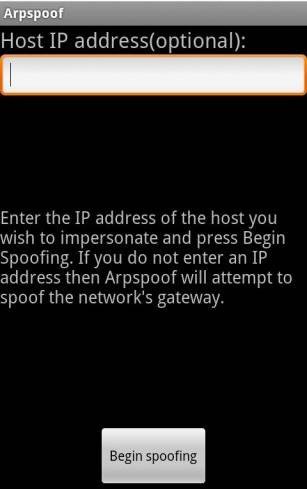 Arpspoof
Host IP address(optional):
Enter the IP address of the host you
wish to impersonate and press Begin
Spoofing. If you do not enter an IP
address then Arpspoof will attempt to
spoof the network's gateway.
Begin spoofing